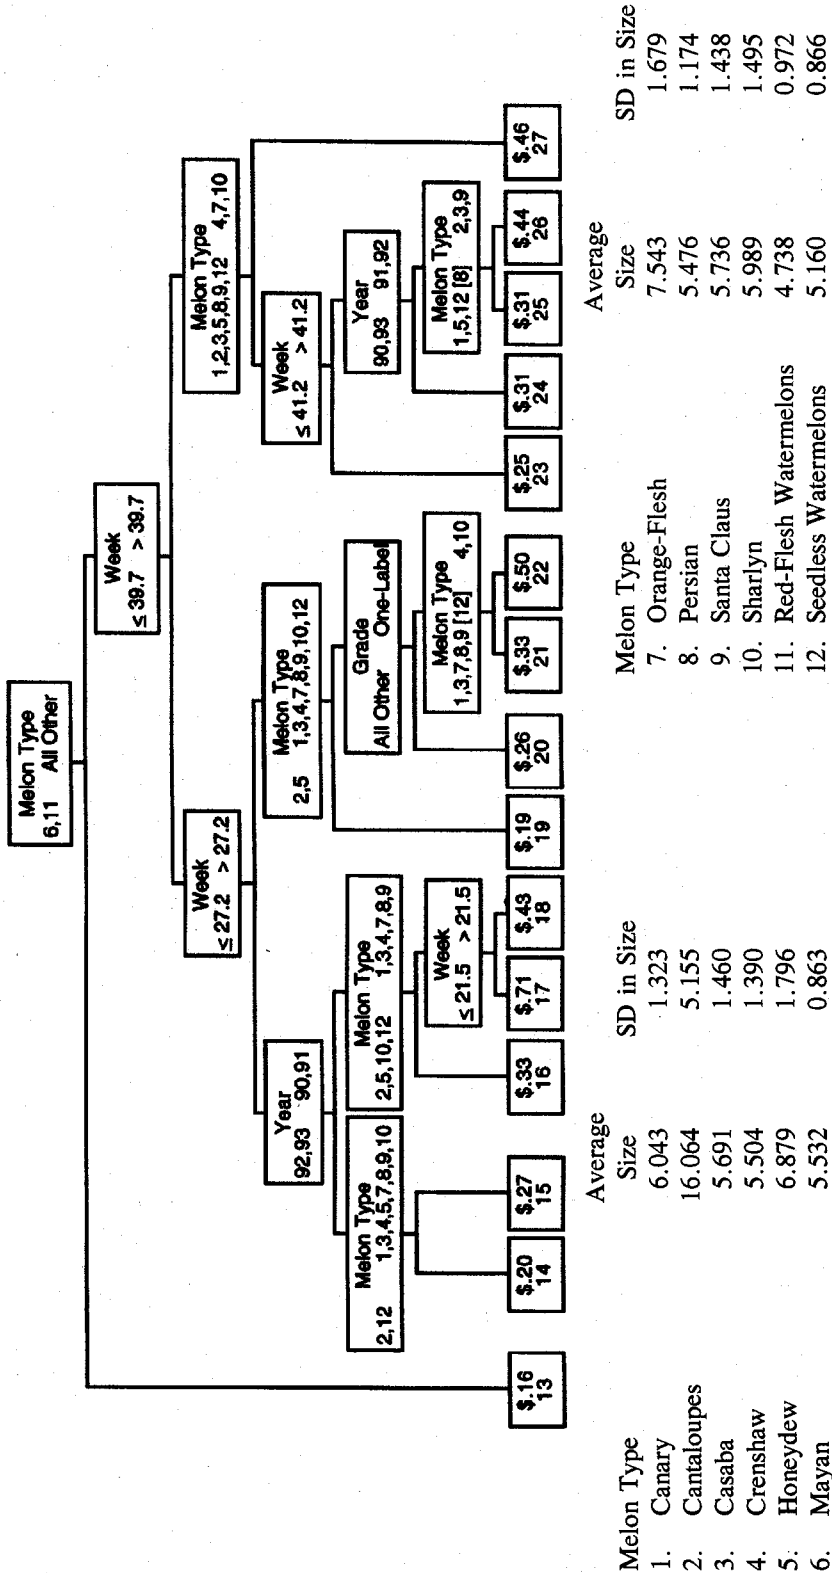 Melon Type
6,11 All Other
Week
≤ 39.7 > 39.7
Week
≤ 27.2 > 27.2
Melon Type
1,2,3,5,8,9,12 4,7,10
Year
92,93 90,91
Melon Type
2,5 1,3,4,7,8,9,10,12
Week
≤ 41.2 > 41.2
Melon Type
2,12 1,3,4,5,7,8,9,10
Melon Type
2,5,10,12 1,3,4,7,8,9
Grade
All Other One-Label
Year
90,93 91,92
Week
≤ 21.5 > 21.5
Melon Type
1,3,7,8,9 [12] 4,10
Melon Type
1,5,12 [8] 2,3,9
$.16
13
$.20
14
$.27
15
$.33
16
$.71
17
$.43
18
$.19
19
$.26
20
$.33
21
$.50
22
$.25
23
$.31
24
$.31
25
$.44
26
$.46
27
Melon Type Average Size SD in Size
1. Canary 6.043 1.323
2. Cantaloupes 16.064 5.155
3. Casaba 5.691 1.460
4. Crenshaw 5.504 1.390
5. Honeydew 6.879 1.796
6. Mayan 5.532 0.863
Melon Type Average Size SD in Size
7. Orange-Flesh 7.543 1.679
8. Persian 5.476 1.174
9. Santa Claus 5.736 1.438
10. Sharlyn 5.989 1.495
11. Red-Flesh Watermelons 4.738 0.972
12. Seedless Watermelons 5.160 0.866